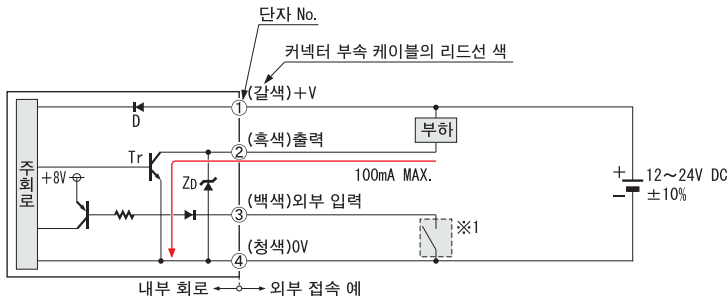 단자 No.
커넥터 부속 케이블의 리드선 색
(갈색)+V
①
D
부하
(흑색)출력
②
Tr
100mA MAX.
주회로
+8V
ZD
12~24V DC
±10%
+
−
(백색)외부 입력
③
※1
(청색)0V
④
내부 회로
외부 접속 예